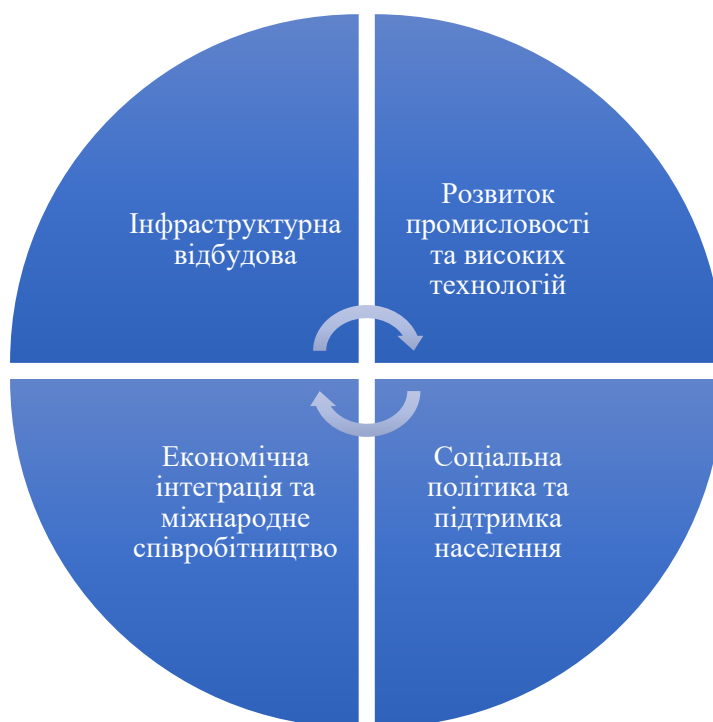 Інфраструктурна
відбудова
Розвиток
промисловості
та високих
технологій
Економічна
інтеграція та
міжнародне
співробітництво
Соціальна
політика та
підтримка
населення